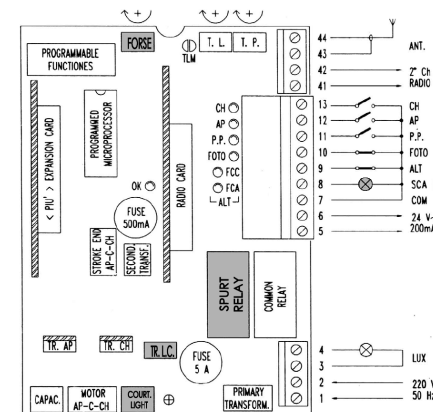 FORSE
T. L.
T. P.
TLM
PROGRAMMABLE
FUNCTIONES
PROGRAMMED
MICROPROCESSOR
< PIU' > EXPANSION CARD
RADIO CARD
OK
FUSE
500mA
STROKE END
AP-C-CH
SECOND.
TRANSF.
CH
AP
P.P.
FOTO
FCC
FCA
ALT
SPURT
RELAY
COMMON
RELAY
TR. AP
TR. CH
TR.LC.
FUSE
5 A
CAPAC.
MOTOR
AP-C-CH
COURT.
LIGHT
PRIMARY
TRANSFORM.
44
43 ANT.
42 2" Ch
41 RADIO
13 CH
12 AP
11 P.P.
10 FOTO
9 ALT
8 SCA
7 COM
6 24 V~
5 200mA
4
3 LUX
2 220 V
1 50 Hz